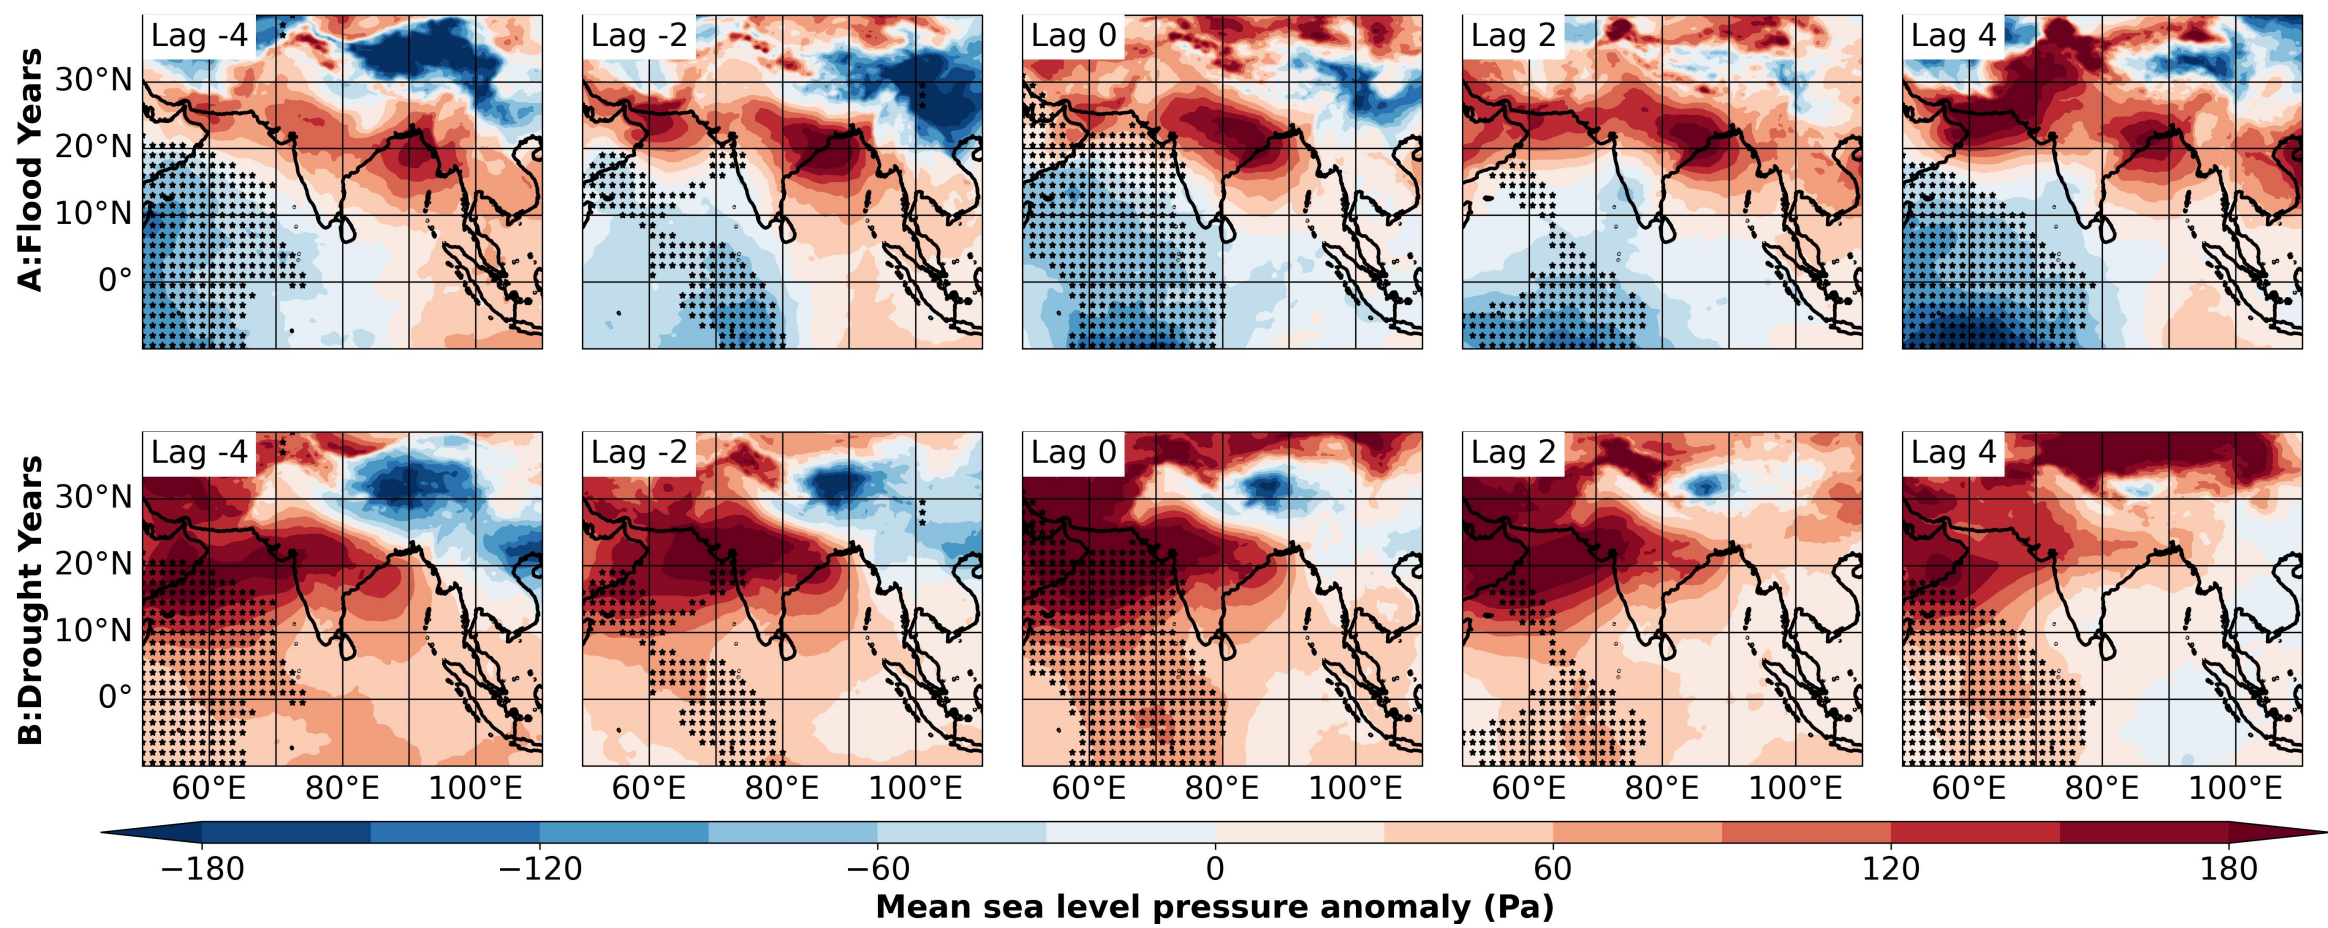 A:Flood Years
Lag -4
Lag -2
Lag 0
Lag 2
Lag 4
30°N
20°N
10°N
0°
B:Drought Years
Lag -4
Lag -2
Lag 0
Lag 2
Lag 4
30°N
20°N
10°N
0°
60°E 80°E 100°E 60°E 80°E 100°E 60°E 80°E 100°E 60°E 80°E 100°E 60°E 80°E 100°E
−180 −120 −60 0 60 120 180
Mean sea level pressure anomaly (Pa)